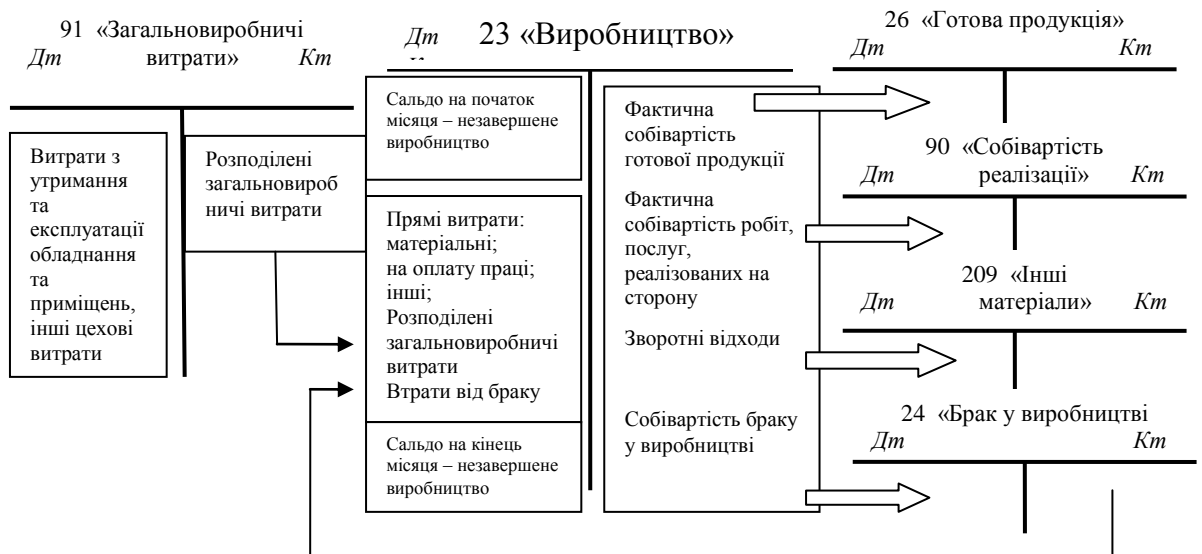 91 «Загальновиробничі
Дт витрати» Кт
Витрати з
утримання
та
експлуатації
обладнання
та
приміщень,
інші цехові
витрати
Розподілені
загальновироб
ничі витрати
Дт 23 «Виробництво»
Сальдо на початок
місяця – незавершене
виробництво
Прямі витрати:
матеріальні;
на оплату праці;
інші;
Розподілені
загальновиробничі
витрати
Втрати від браку
Сальдо на кінець
місяця – незавершене
виробництво
Фактична
собівартість
готової продукції
Фактична
собівартість робіт,
послуг,
реалізованих на
сторону
Зворотні відходи
Собівартість браку
у виробництві
26 «Готова продукція»
Дт Кт
90 «Собівартість
Дт реалізації» Кт
209 «Інші
Дт матеріали» Кт
24 «Брак у виробництві
Дт Кт